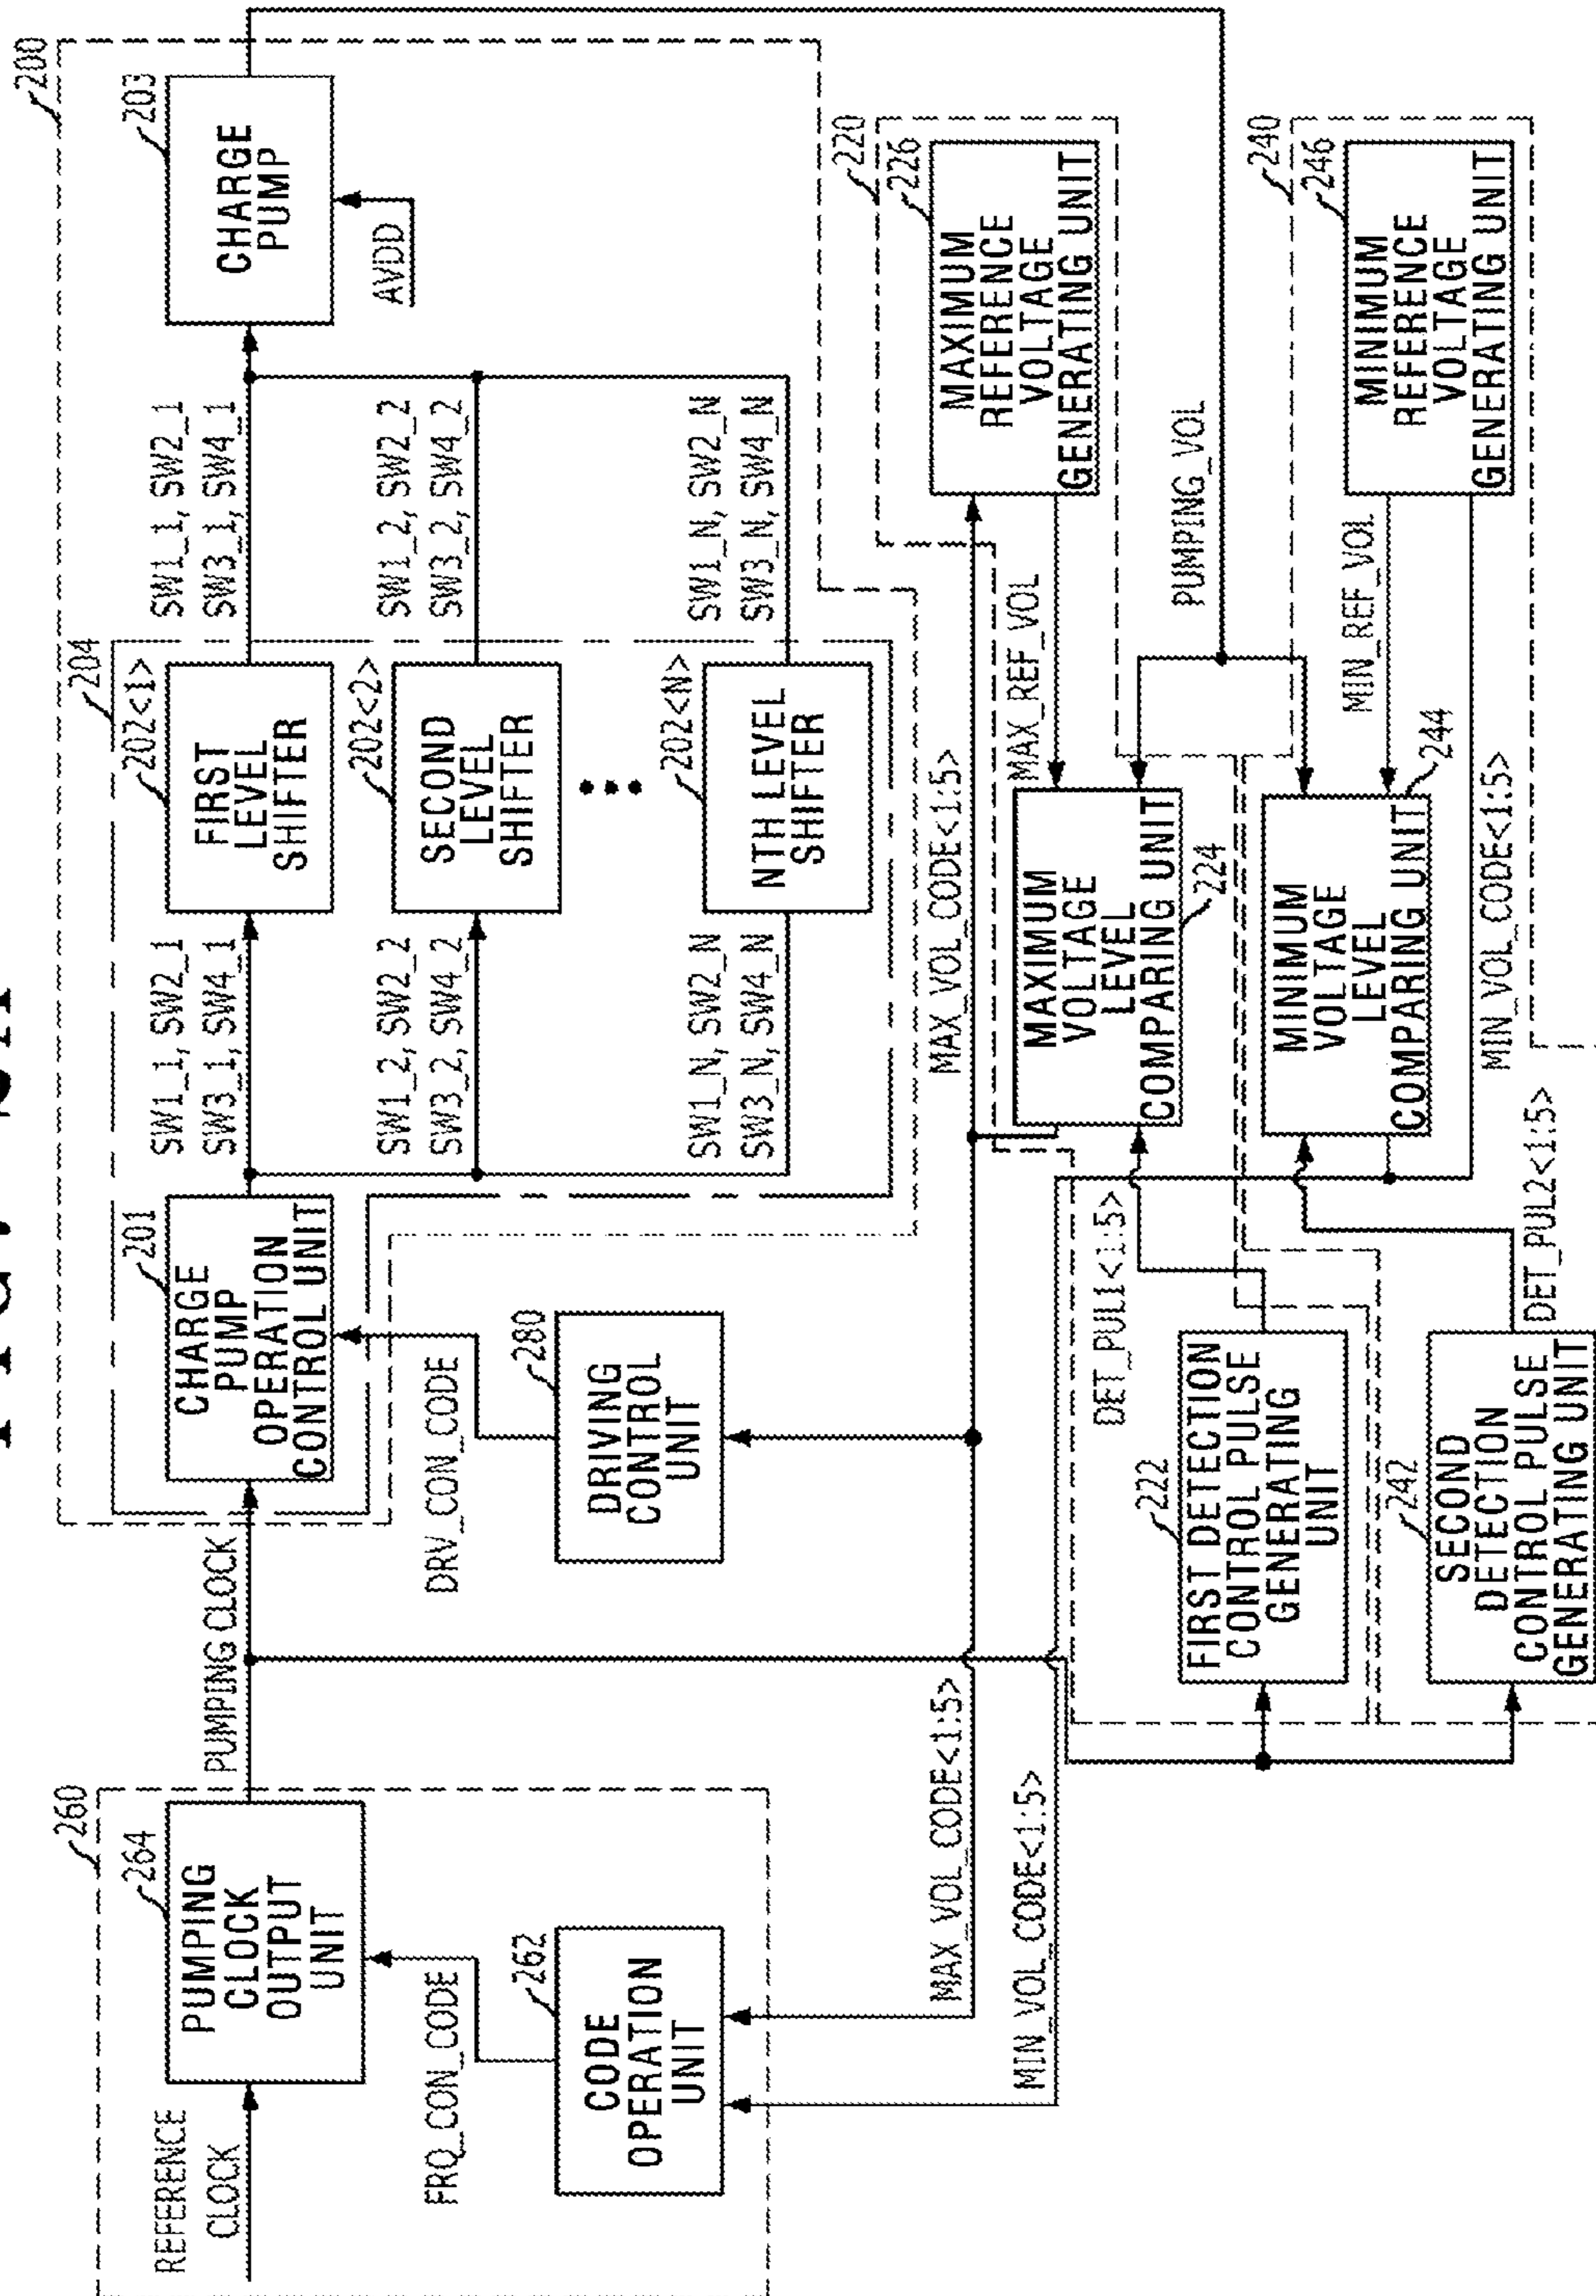 200
260
264
PUMPING
CLOCK
OUTPUT
UNIT
REFERENCE
CLOCK
FRQ_CON_CODE
262
CODE
OPERATION
UNIT
PUMPING CLOCK
201
CHARGE
PUMP
OPERATION
CONTROL UNIT
DRV_CON_CODE
280
DRIVING
CONTROL
UNIT
SW1_1, SW2_1
SW3_1, SW4_1
SW1_2, SW2_2
SW3_2, SW4_2
SW1_N, SW2_N
SW3_N, SW4_N
204
202<1>
FIRST
LEVEL
SHIFTER
202<2>
SECOND
LEVEL
SHIFTER
202<N>
NTH LEVEL
SHIFTER
SW1_1, SW2_1
SW3_1, SW4_1
SW1_2, SW2_2
SW3_2, SW4_2
SW1_N, SW2_N
SW3_N, SW4_N
203
CHARGE
PUMP
AVDD
MAX_VOL_CODE<1:5>
MIN_VOL_CODE<1:5>
MAX_VOL_CODE<1:5>
220
226
MAXIMUM
REFERENCE
VOLTAGE
GENERATING UNIT
MAX_REF_VOL
MAXIMUM
VOLTAGE
LEVEL
COMPARING UNIT
224
PUMPING_VOL
DET_PUL1<1:5>
222
FIRST DETECTION
CONTROL PULSE
GENERATING
UNIT
240
246
MINIMUM
REFERENCE
VOLTAGE
GENERATING UNIT
MIN_REF_VOL
244
MINIMUM
VOLTAGE
LEVEL
COMPARING UNIT
MIN_VOL_CODE<1:5>
242
SECOND
DETECTION
CONTROL PULSE
GENERATING UNIT
DET_PUL2<1:5>